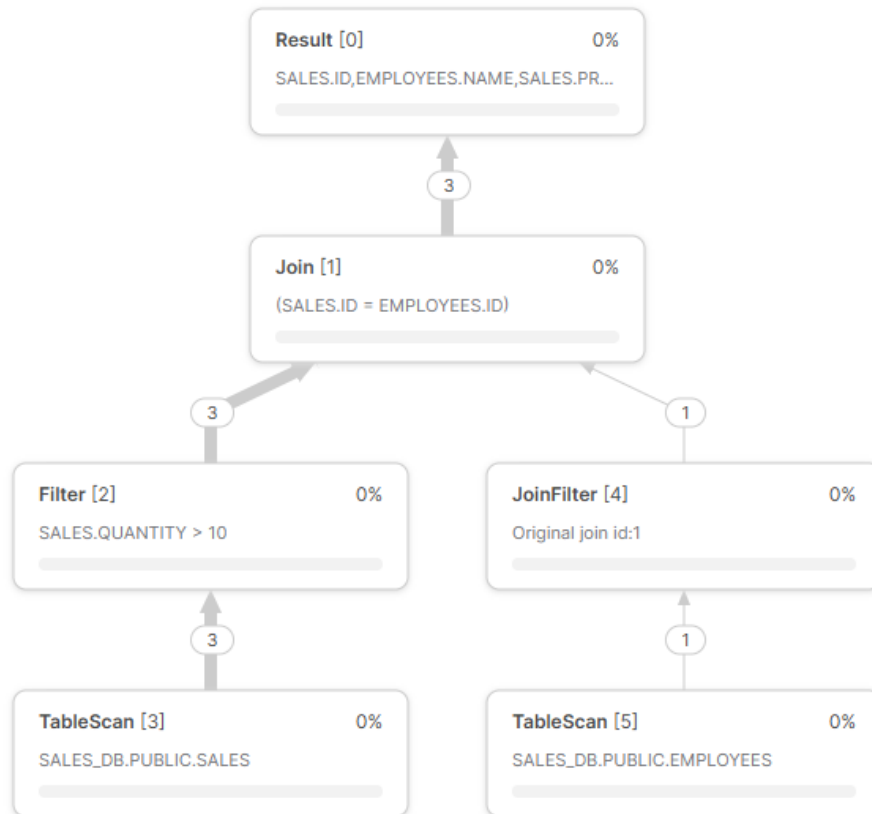 Result [0] 0%
SALES.ID,EMPLOYEES.NAME,SALES.PR...
3
Join [1] 0%
(SALES.ID = EMPLOYEES.ID)
3
1
Filter [2] 0%
SALES.QUANTITY > 10
JoinFilter [4] 0%
Original join id:1
3
1
TableScan [3] 0%
SALES_DB.PUBLIC.SALES
TableScan [5] 0%
SALES_DB.PUBLIC.EMPLOYEES